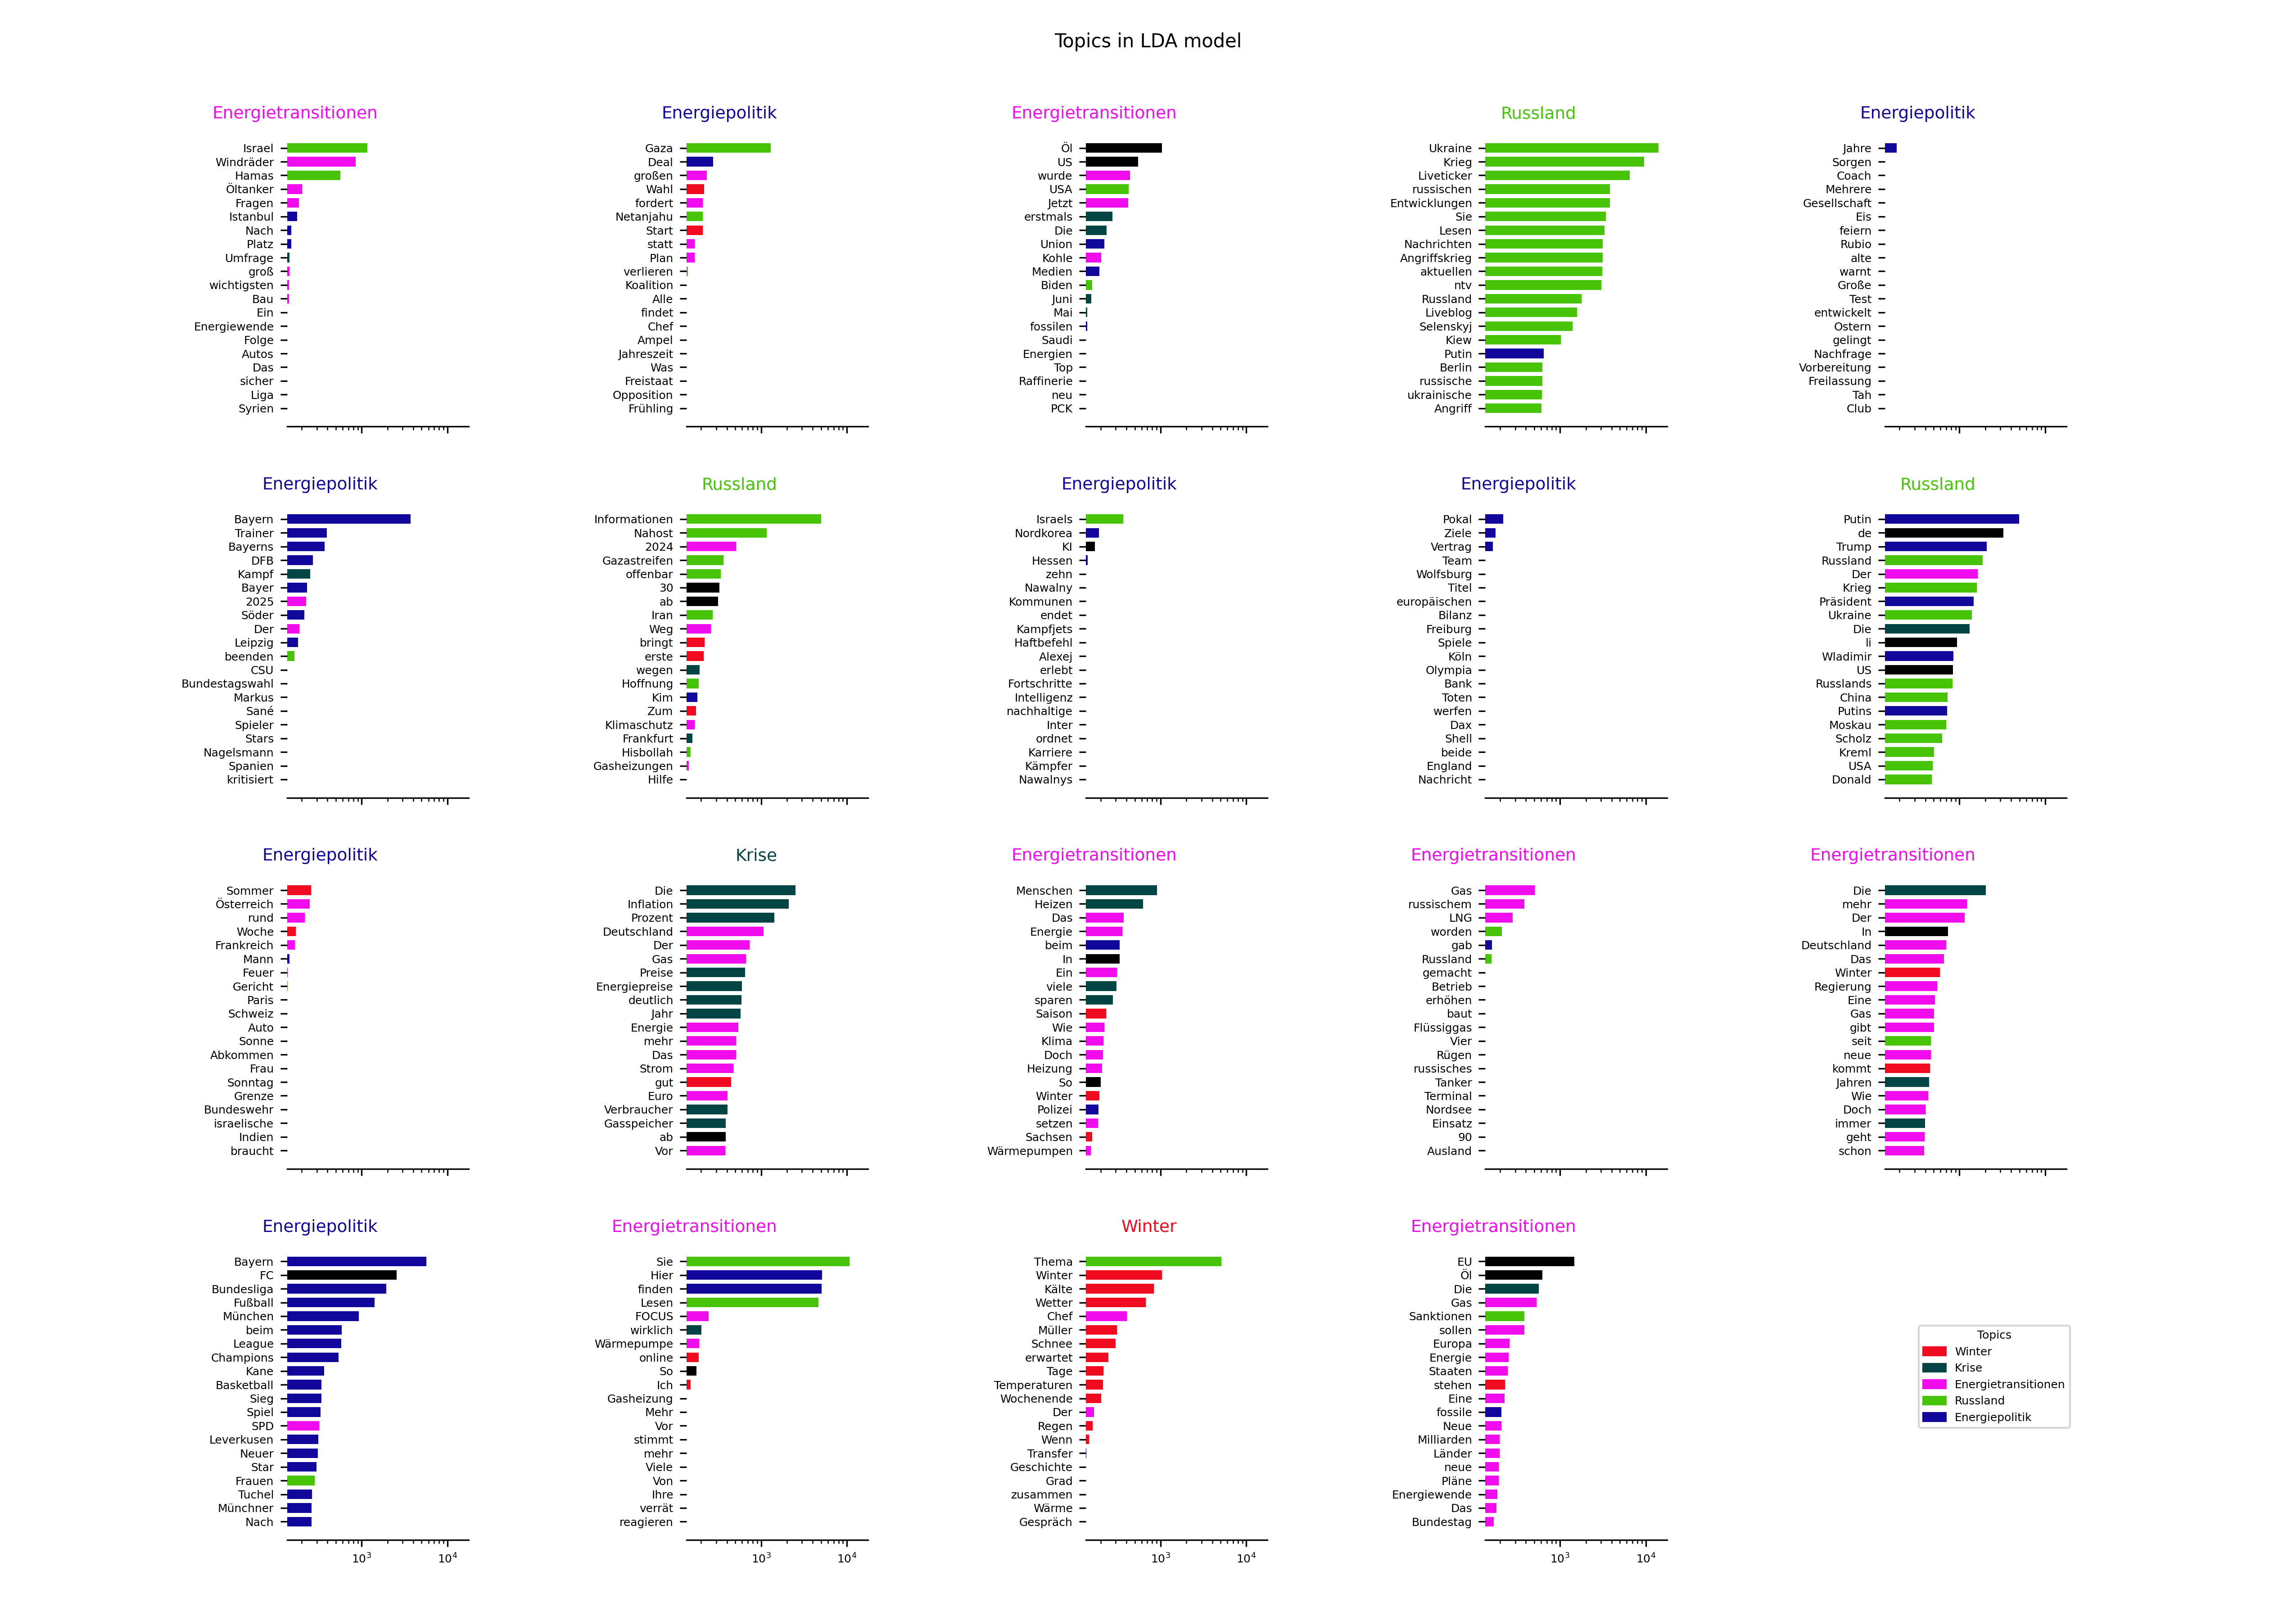 Topics in LDA model
Energietransitionen
Israel
Windräder
Hamas
Öltanker
Fragen
Istanbul
Nach
Platz
Umfrage
groß
wichtigsten
Bau
Ein
Energiewende
Folge
Autos
Das
sicher
Liga
Syrien
Energiepolitik
Gaza
Deal
großen
Wahl
fordert
Netanjahu
Start
statt
Plan
verlieren
Koalition
Alle
findet
Chef
Ampel
Jahreszeit
Was
Freistaat
Opposition
Frühling
Energietransitionen
Öl
US
wurde
USA
Jetzt
erstmals
Die
Union
Kohle
Medien
Biden
Juni
Mai
fossilen
Saudi
Energien
Top
Raffinerie
neu
PCK
Russland
Ukraine
Krieg
Liveticker
russischen
Entwicklungen
Sie
Lesen
Nachrichten
Angriffskrieg
aktuellen
ntv
Russland
Liveblog
Selenskyj
Kiew
Putin
Berlin
russische
ukrainische
Angriff
Energiepolitik
Jahre
Sorgen
Coach
Mehrere
Gesellschaft
Eis
feiern
Rubio
alte
warnt
Große
Test
entwickelt
Ostern
gelingt
Nachfrage
Vorbereitung
Freilassung
Tah
Club
Energiepolitik
Bayern
Trainer
Bayerns
DFB
Kampf
Bayer
2025
Söder
Der
Leipzig
beenden
CSU
Bundestagswahl
Markus
Sané
Spieler
Stars
Nagelsmann
Spanien
kritisiert
Russland
Informationen
Nahost
2024
Gazastreifen
offenbar
30
ab
Iran
Weg
bringt
erste
wegen
Hoffnung
Kim
Zum
Klimaschutz
Frankfurt
Hisbollah
Gasheizungen
Hilfe
Energiepolitik
Israels
Nordkorea
KI
Hessen
zehn
Nawalny
Kommunen
endet
Kampfjets
Haftbefehl
Alexej
erlebt
Fortschritte
Intelligenz
nachhaltige
Inter
ordnet
Karriere
Kämpfer
Nawalnys
Energiepolitik
Pokal
Ziele
Vertrag
Team
Wolfsburg
Titel
europäischen
Bilanz
Freiburg
Spiele
Köln
Olympia
Bank
Toten
werfen
Dax
Shell
beide
England
Nachricht
Russland
Putin
de
Trump
Russland
Der
Krieg
Präsident
Ukraine
Die
li
Wladimir
US
Russlands
China
Putins
Moskau
Scholz
Kreml
USA
Donald
Energiepolitik
Sommer
Österreich
rund
Woche
Frankreich
Mann
Feuer
Gericht
Paris
Schweiz
Auto
Sonne
Abkommen
Frau
Sonntag
Grenze
Bundeswehr
israelische
Indien
braucht
Krise
Die
Inflation
Prozent
Deutschland
Der
Gas
Preise
Energiepreise
deutlich
Jahr
Energie
mehr
Das
Strom
gut
Euro
Verbraucher
Gasspeicher
ab
Vor
Energietransitionen
Menschen
Heizen
Das
Energie
beim
In
Ein
viele
sparen
Saison
Wie
Klima
Doch
Heizung
So
Winter
Polizei
setzen
Sachsen
Wärmepumpen
Energietransitionen
Gas
russischem
LNG
worden
gab
Russland
gemacht
Betrieb
erhöhen
baut
Flüssiggas
Vier
Rügen
russisches
Tanker
Terminal
Nordsee
Einsatz
90
Ausland
Energietransitionen
Die
mehr
Der
In
Deutschland
Das
Winter
Regierung
Eine
Gas
gibt
seit
neue
kommt
Jahren
Wie
Doch
immer
geht
schon
Energiepolitik
Bayern
FC
Bundesliga
Fußball
München
beim
League
Champions
Kane
Basketball
Sieg
Spiel
SPD
Leverkusen
Neuer
Star
Frauen
Tuchel
Münchner
Nach
10³ 10⁴
Energietransitionen
Sie
Hier
finden
Lesen
FOCUS
wirklich
Wärmepumpe
online
So
Ich
Gasheizung
Mehr
Vor
stimmt
mehr
Viele
Von
Ihre
verrät
reagieren
10³ 10⁴
Winter
Thema
Winter
Kälte
Wetter
Chef
Müller
Schnee
erwartet
Tage
Temperaturen
Wochenende
Der
Regen
Wenn
Transfer
Geschichte
Grad
zusammen
Wärme
Gespräch
10³ 10⁴
Energietransitionen
EU
Öl
Die
Gas
Sanktionen
sollen
Europa
Energie
Staaten
stehen
Eine
fossile
Neue
Milliarden
Länder
neue
Pläne
Energiewende
Das
Bundestag
10³ 10⁴
Topics
Winter
Krise
Energietransitionen
Russland
Energiepolitik